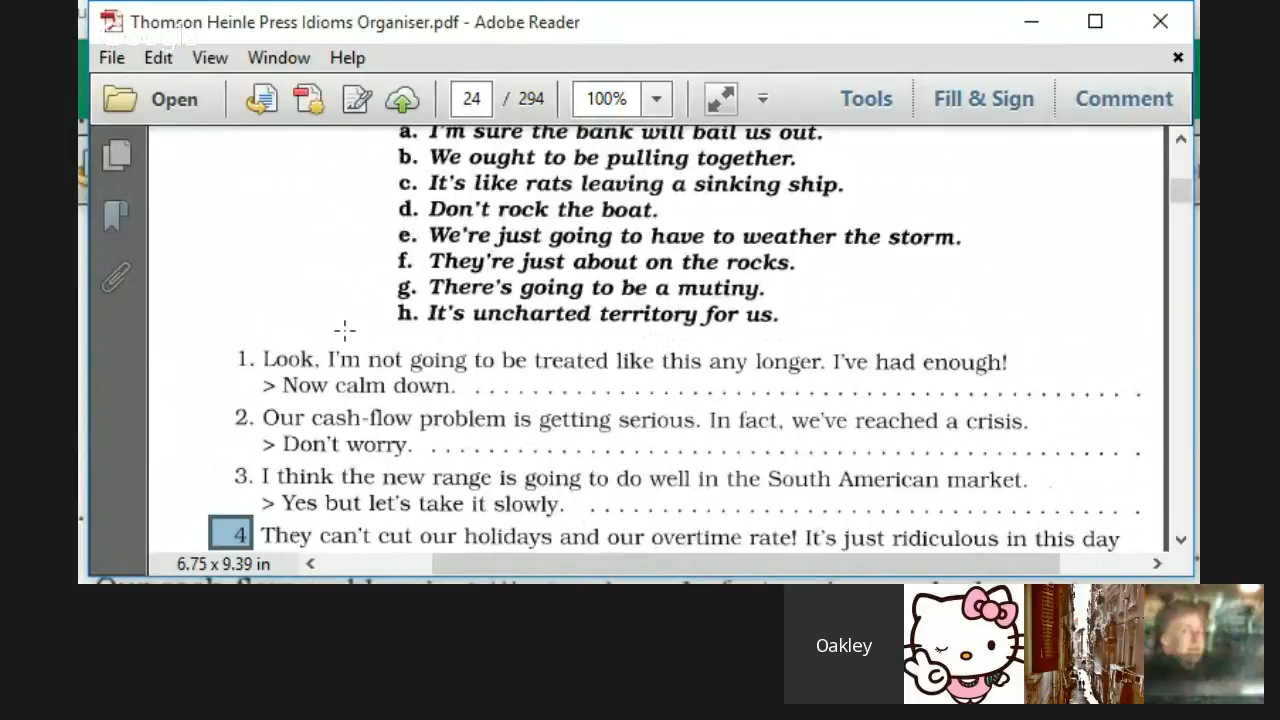 Thomson Heinle Press Idioms Organiser.pdf - Adobe Reader
File Edit View Window Help
Open 24 / 294 100% Tools Fill & Sign Comment
a. I'm sure the bank will bail us out.
b. We ought to be pulling together.
c. It's like rats leaving a sinking ship.
d. Don't rock the boat.
e. We're just going to have to weather the storm.
f. They're just about on the rocks.
g. There's going to be a mutiny.
h. It's uncharted territory for us.
1. Look, I'm not going to be treated like this any longer. I've had enough!
> Now calm down. . . . . . . . . . . . . . . . . . . . . . . . . . . . . . . . . . . . . . . . . . . . .
2. Our cash-flow problem is getting serious. In fact, we've reached a crisis.
> Don't worry. . . . . . . . . . . . . . . . . . . . . . . . . . . . . . . . . . . . . . . . . . . . . . .
3. I think the new range is going to do well in the South American market.
> Yes but let's take it slowly. . . . . . . . . . . . . . . . . . . . . . . . . . . . . . . . . . . . .
4 They can't cut our holidays and our overtime rate! It's just ridiculous in this day
6.75 x 9.39 in
Oakley